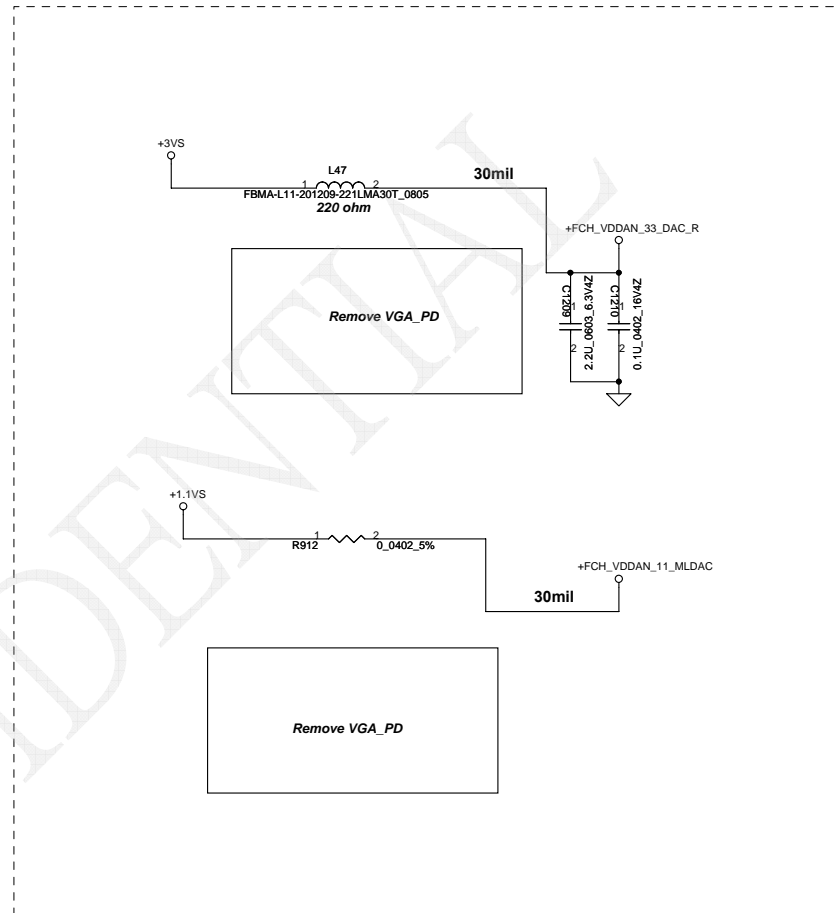 +3VS
L47
1 2
30mil
FBMA-L11-201209-221LMA30T_0805
220 ohm
+FCH_VDDAN_33_DAC_R
Remove VGA_PD
C1209
1
2
2.2U_0603_6.3V4Z
C1210
1
2
0.1U_0402_16V4Z
+1.1VS
1 2
R912
0_0402_5%
+FCH_VDDAN_11_MLDAC
30mil
Remove VGA_PD
DENTIAL